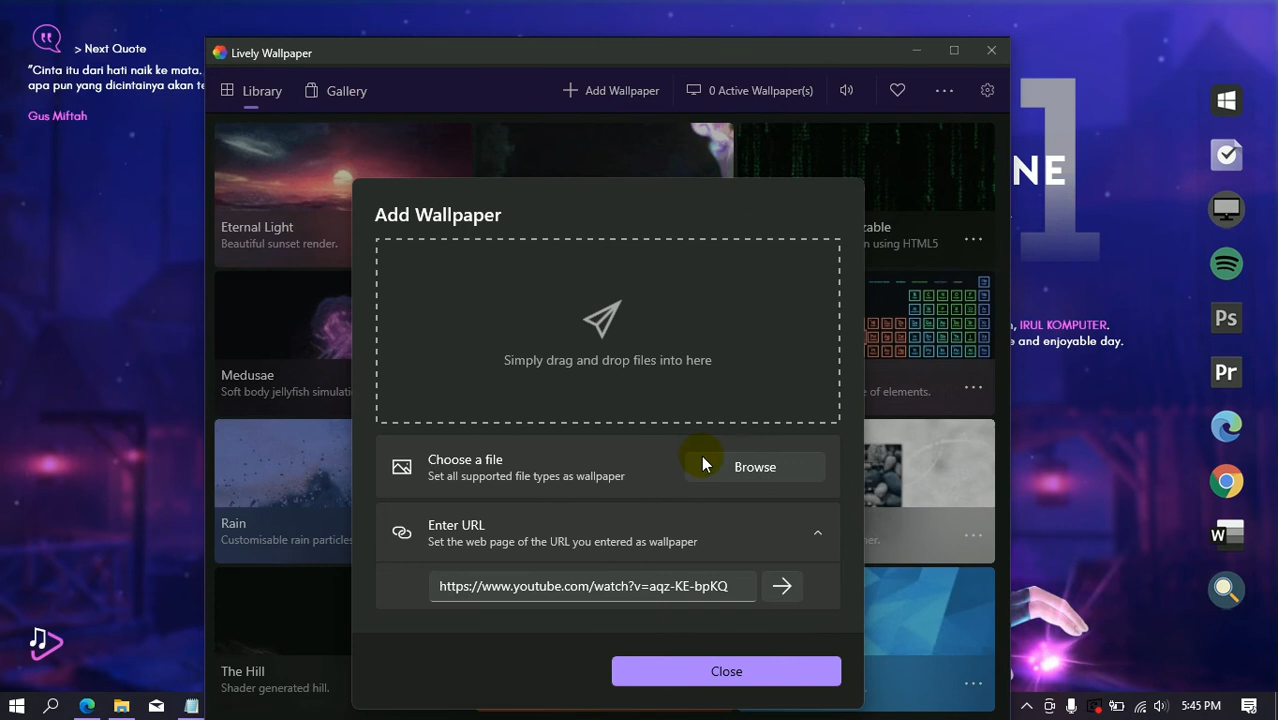 > Next Quote
"Cinta itu dari hati naik ke mata.
apa pun yang dicintainya akan te
Gus Miftah
Lively Wallpaper
Library
Gallery
Add Wallpaper
0 Active Wallpaper(s)
Eternal Light
Beautiful sunset render.
zable
n using HTML5
Add Wallpaper
Simply drag and drop files into here
Medusae
Soft body jellyfish simulati
e of elements.
Choose a file
Set all supported file types as wallpaper
Browse
Enter URL
Set the web page of the URL you entered as wallpaper
https://www.youtube.com/watch?v=aqz-KE-bpKQ
Rain
Customisable rain particles
er.
The Hill
Shader generated hill.
Close
1
NE
, IRUL KOMPUTER.
e and enjoyable day.
Ps
Pr
W
5:45 PM